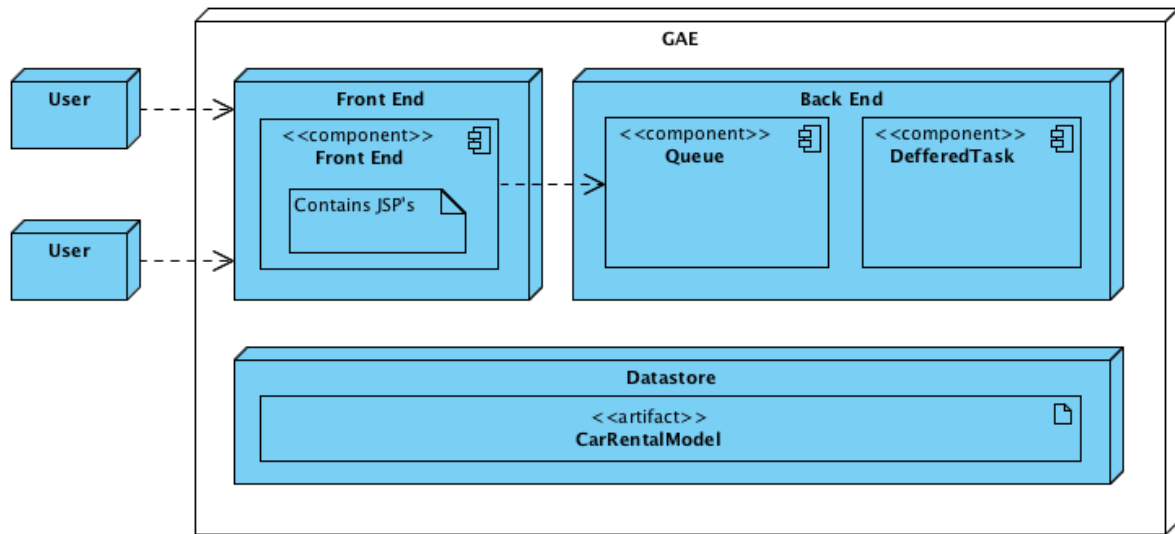 GAE
User
User
Front End
<<component>>
Front End
Contains JSP's
Back End
<<component>>
Queue
<<component>>
DefferedTask
Datastore
<<artifact>>
CarRentalModel